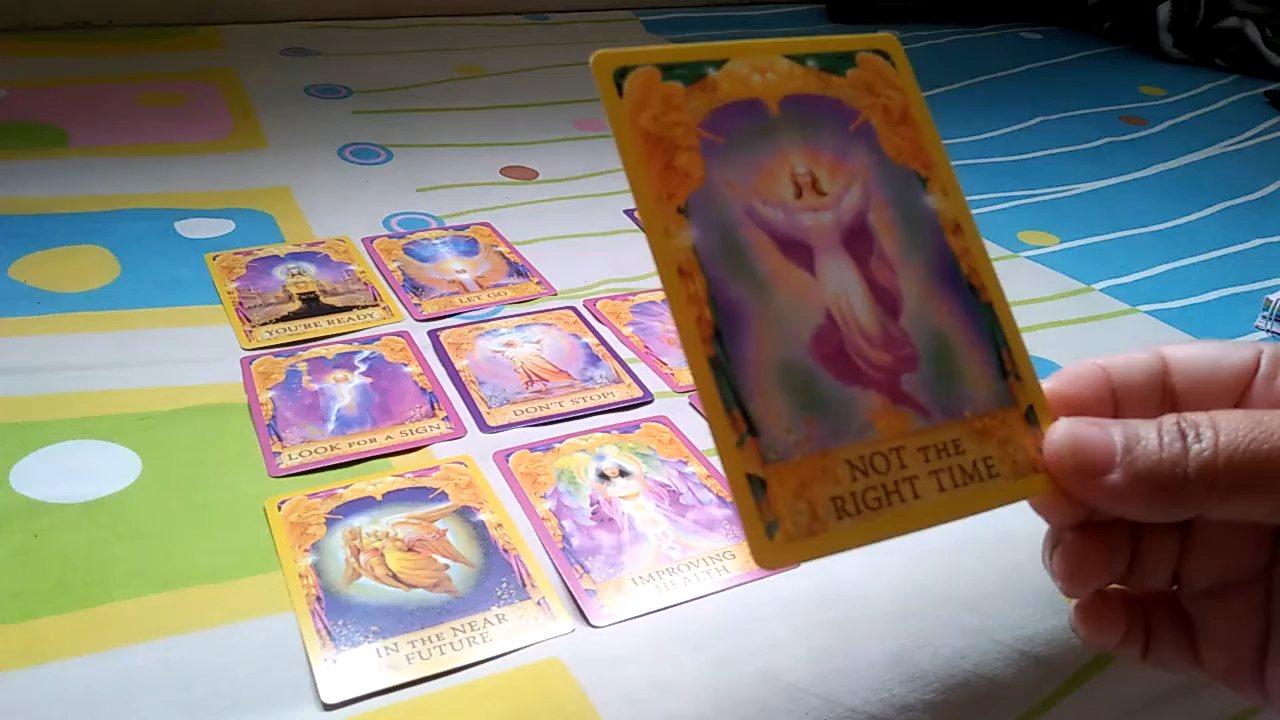 YOU'RE READY
LET GO
LOOK FOR A SIGN
DON'T STOP!
IN THE NEAR
FUTURE
IMPROVING
HEALTH
NOT THE
RIGHT TIME